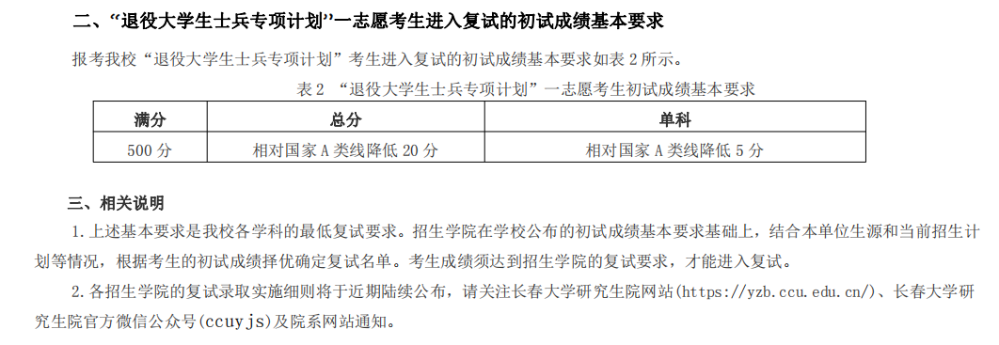 二、“退役大学生士兵专项计划”一志愿考生进入复试的初试成绩基本要求
报考我校“退役大学生士兵专项计划”考生进入复试的初试成绩基本要求如表 2 所示。
表 2 “退役大学生士兵专项计划”一志愿考生初试成绩基本要求
满分 总分 单科
500 分 相对国家 A 类线降低 20 分 相对国家 A 类线降低 5 分
三、相关说明
1.上述基本要求是我校各学科的最低复试要求。招生学院在学校公布的初试成绩基本要求基础上，结合本单位生源和当前招生计
划等情况，根据考生的初试成绩择优确定复试名单。考生成绩须达到招生学院的复试要求，才能进入复试。
2.各招生学院的复试录取实施细则将于近期陆续公布，请关注长春大学研究生院网站(https://yzb.ccu.edu.cn/)、长春大学研
究生院官方微信公众号(ccuyjs)及院系网站通知。